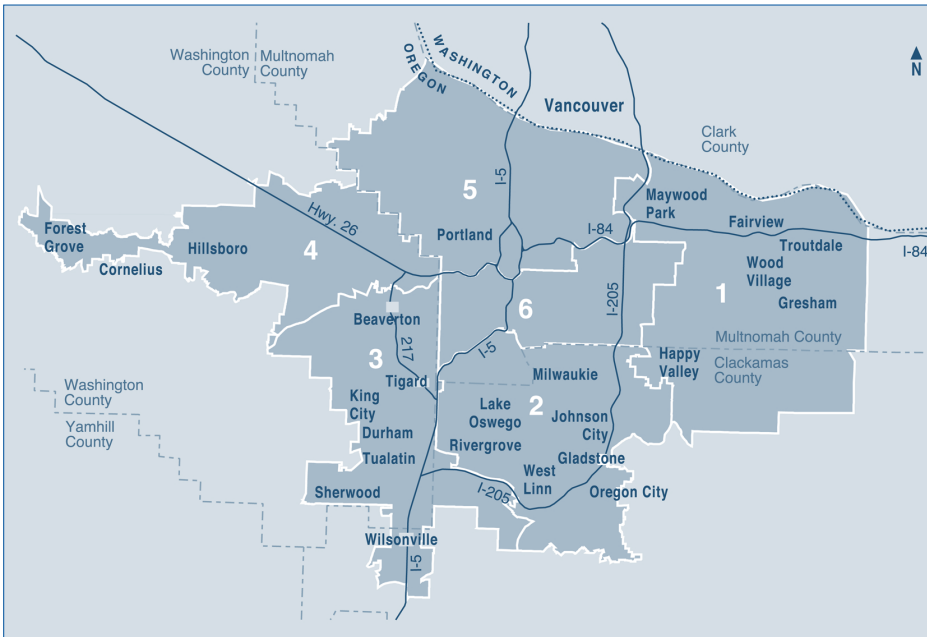 Washington
County
Multnomah
County
OREGON
WASHINGTON
Vancouver
N
Clark
County
I-5
5
Maywood
Park
Fairview
Hwy. 26
Portland
I-84
Troutdale
I-84
Forest
Grove
Cornelius
Hillsboro
4
Wood
Village
1
Gresham
I-205
6
Beaverton
3
217
I-5
Multnomah County
Clackamas
County
Happy
Valley
Milwaukie
Tigard
Washington
County
Yamhill
County
King
City
Durham
Tualatin
Lake
Oswego
2
Johnson
City
Rivergrove
Gladstone
West
Linn
Sherwood
I-205
Oregon City
Wilsonville
I-5